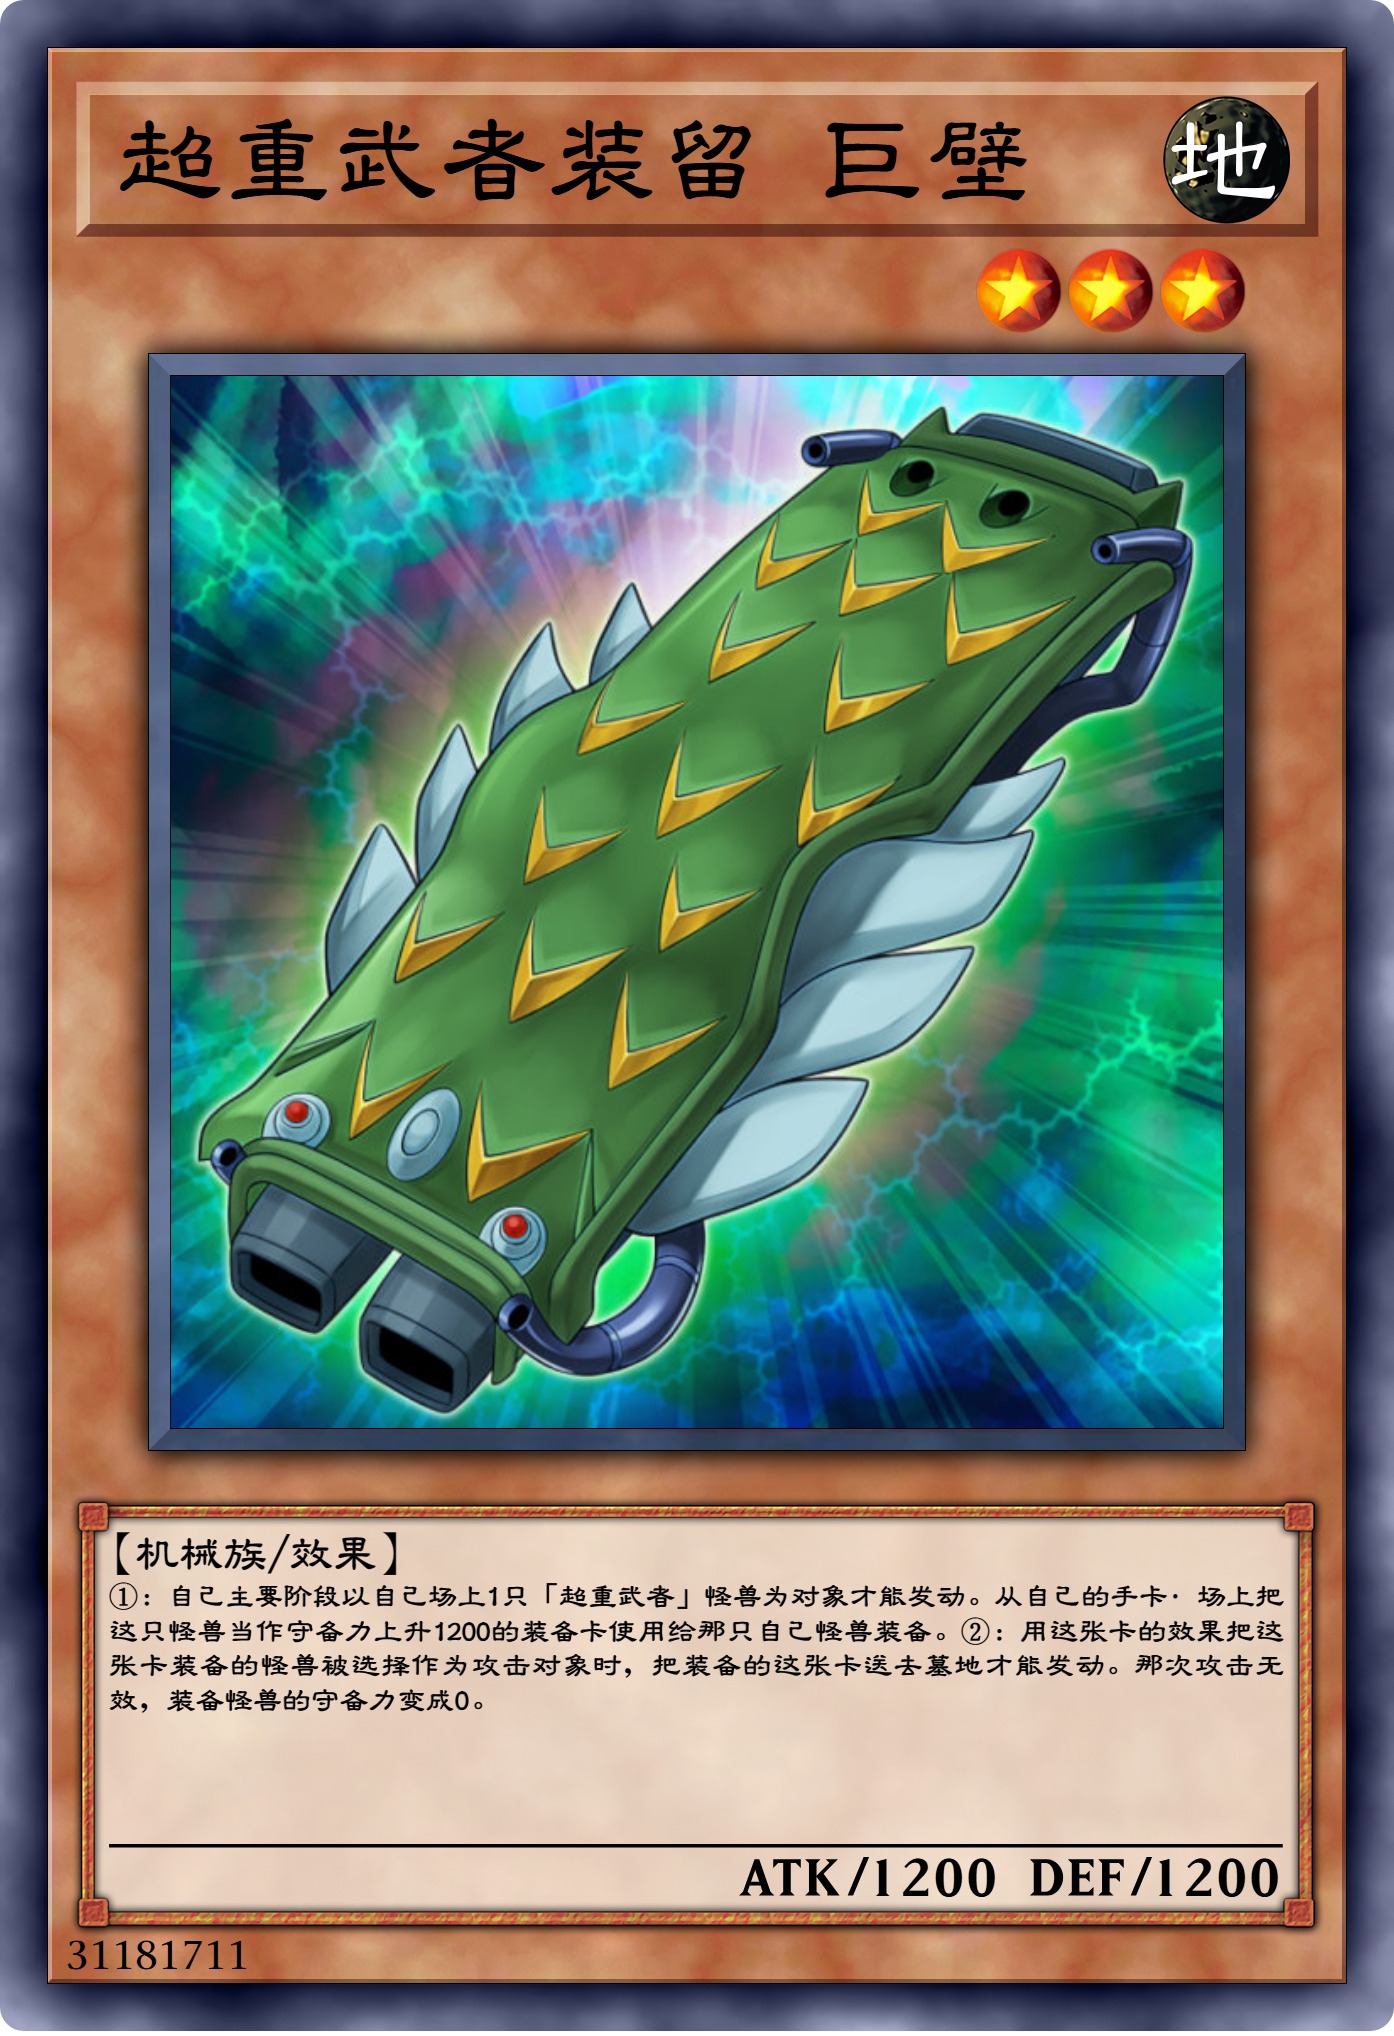 超重武者装留 巨壁
地
【机械族/效果】
①：自己主要阶段以自己场上1只「超重武者」怪兽为对象才能发动。从自己的手卡·场上把
这只怪兽当作守备力上升1200的装备卡使用给那只自己怪兽装备。②：用这张卡的效果把这
张卡装备的怪兽被选择作为攻击对象时，把装备的这张卡送去墓地才能发动。那次攻击无
效，装备怪兽的守备力变成0。
ATK/1200 DEF/1200
31181711